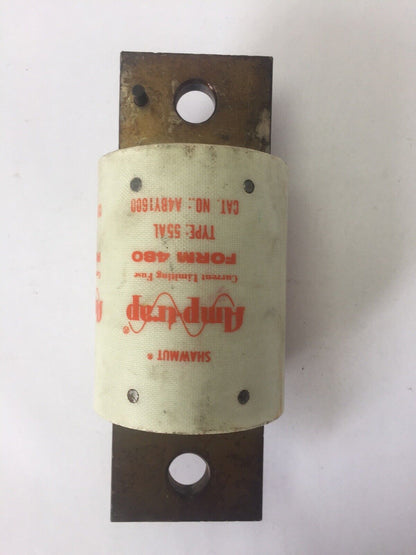 SHAWMUT ®
Amp-trap ®
Current Limiting Fuse
FORM 480
TYPE: 55AL
CAT. NO.: A4BY1600